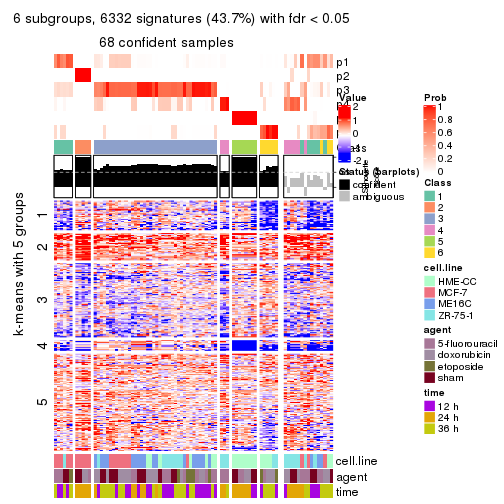 6 subgroups, 6332 signatures (43.7%) with fdr < 0.05
68 confident samples
p1
p2
p3
Value
2
1
0
-1
-2
Prob
1
0.8
0.6
0.4
0.2
0
Status (barplots)
confident
ambiguous
Class
1
2
3
4
5
6
k-means with 5 groups
1
2
3
4
5
cell.line
HME-CC
MCF-7
ME16C
ZR-75-1
agent
5-fluorouracil
doxorubicin
etoposide
sham
time
12 h
24 h
36 h
cell.line
agent
time